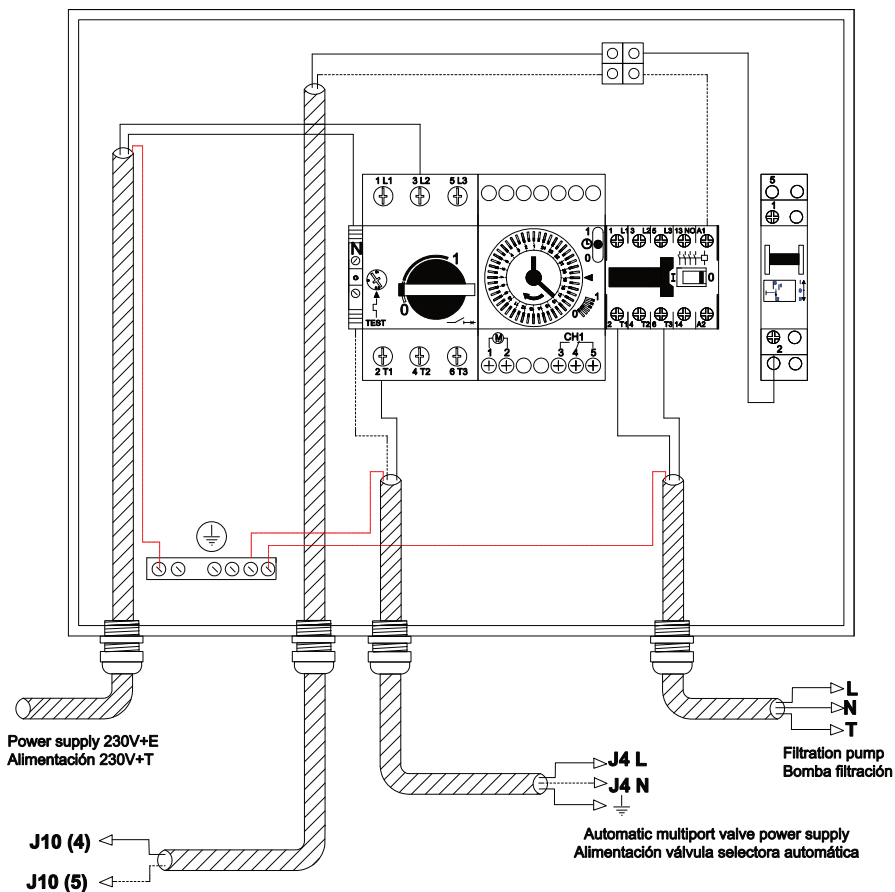 1 L1 3 L2 5 L3
N
1
0
TEST
2 T1 4 T2 6 T3
1
0
0 1
M
1 2
CH1
3 4 5
1 L1 3 L2 5 L3 13 NO A1
I O
2 T1 4 T2 6 T3 14 A2
5
1
2
Power supply 230V+E
Alimentación 230V+T
J10 (4)
J10 (5)
J4 L
J4 N
Automatic multiport valve power supply
Alimentación válvula selectora automática
L
N
T
Filtration pump
Bomba filtración